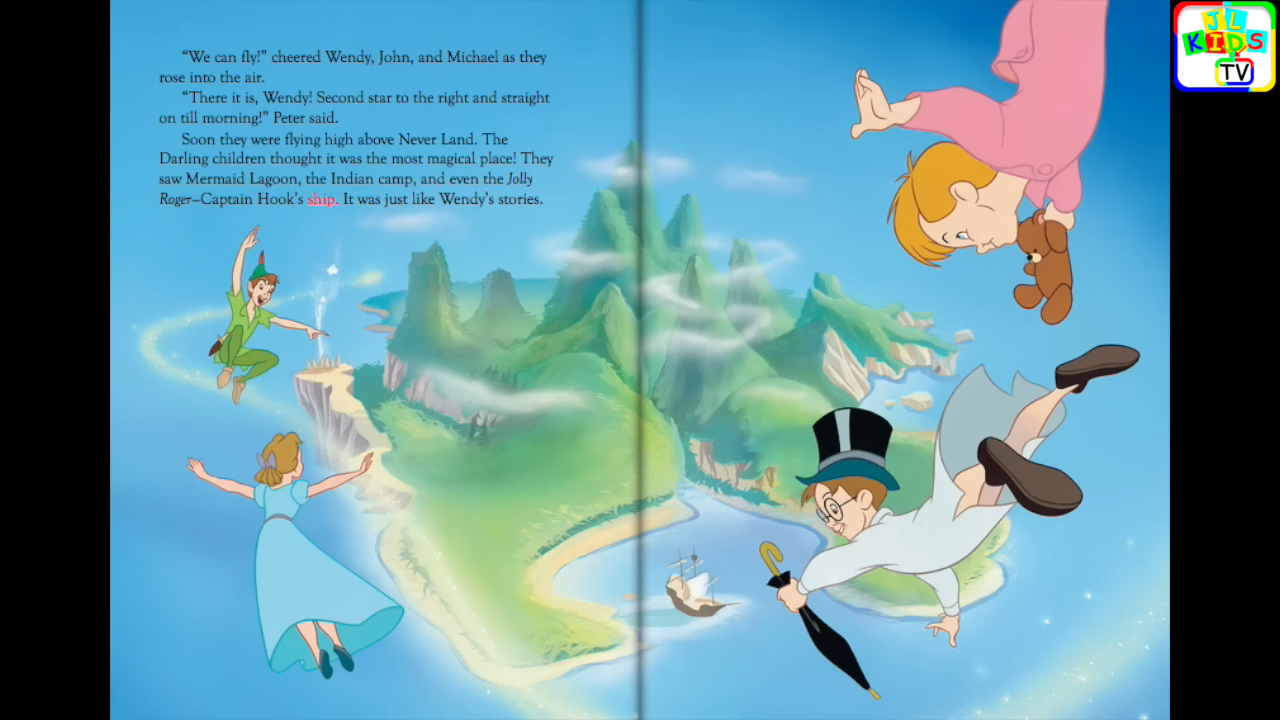 “We can fly!” cheered Wendy, John, and Michael as they
rose into the air.
“There it is, Wendy! Second star to the right and straight
on till morning!” Peter said.
Soon they were flying high above Never Land. The
Darling children thought it was the most magical place! They
saw Mermaid Lagoon, the Indian camp, and even the Jolly
Roger—Captain Hook’s ship. It was just like Wendy’s stories.
JL
KIDS
TV